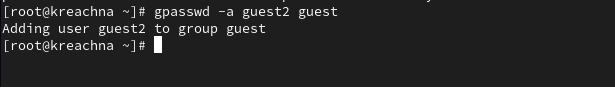 [root@kreachna ~]# gpasswd -a guest2 guest
Adding user guest2 to group guest
[root@kreachna ~]#